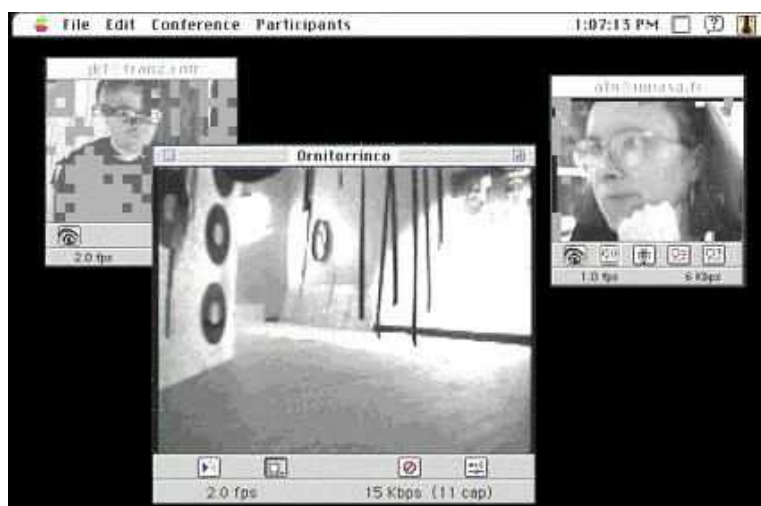 File Edit Conference Participants 1:07:13 PM
2.0 fps
Ornitorrinco
1.0 fps 6 Kbps
2.0 fps 15 Kbps (11 cap)